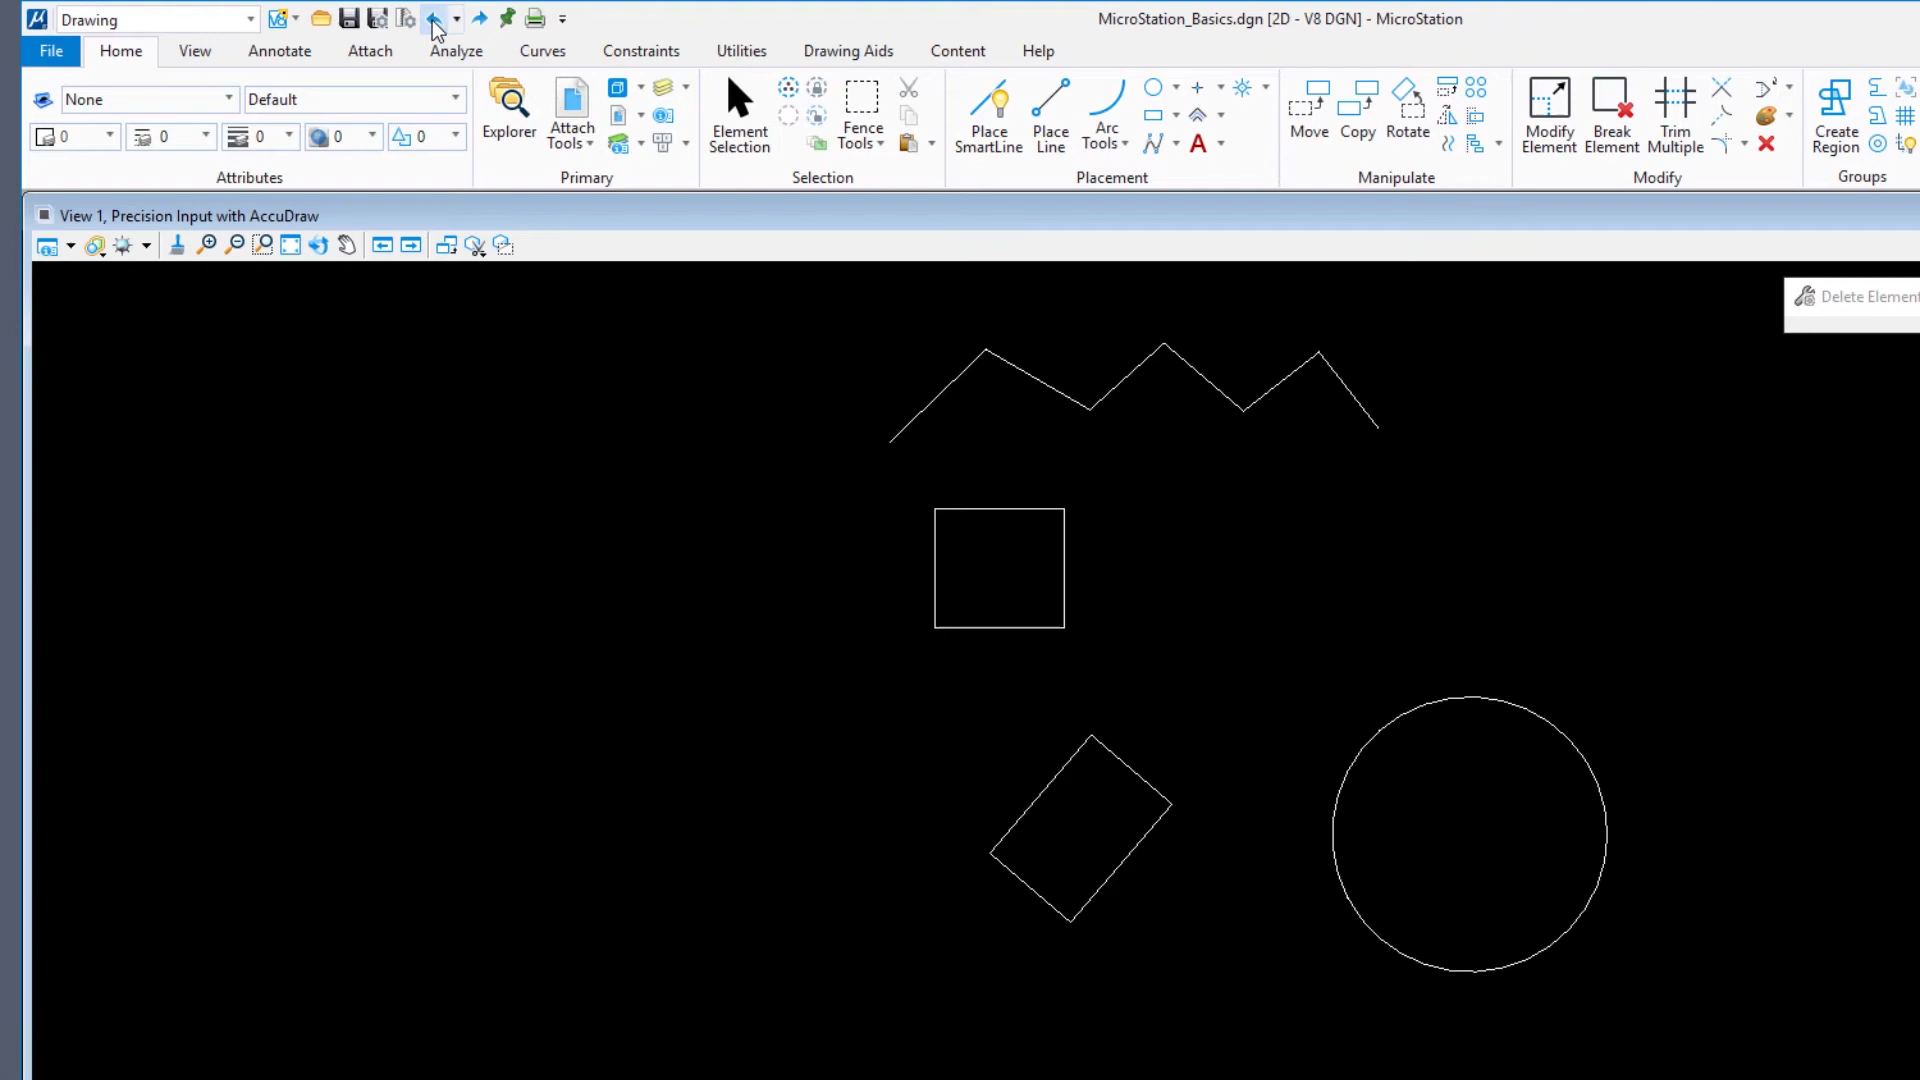 Drawing
MicroStation_Basics.dgn [2D - V8 DGN] - MicroStation
File Home View Annotate Attach Analyze Curves Constraints Utilities Drawing Aids Content Help
None Default
0 0 0 0 0
Explorer
Attach
Tools
Element
Selection
Fence
Tools
Place
SmartLine
Place
Line
Arc
Tools
Move Copy Rotate
Modify
Element
Break
Element
Trim
Multiple
Create
Region
Attributes Primary Selection Placement Manipulate Modify Groups
View 1, Precision Input with AccuDraw
Delete Element